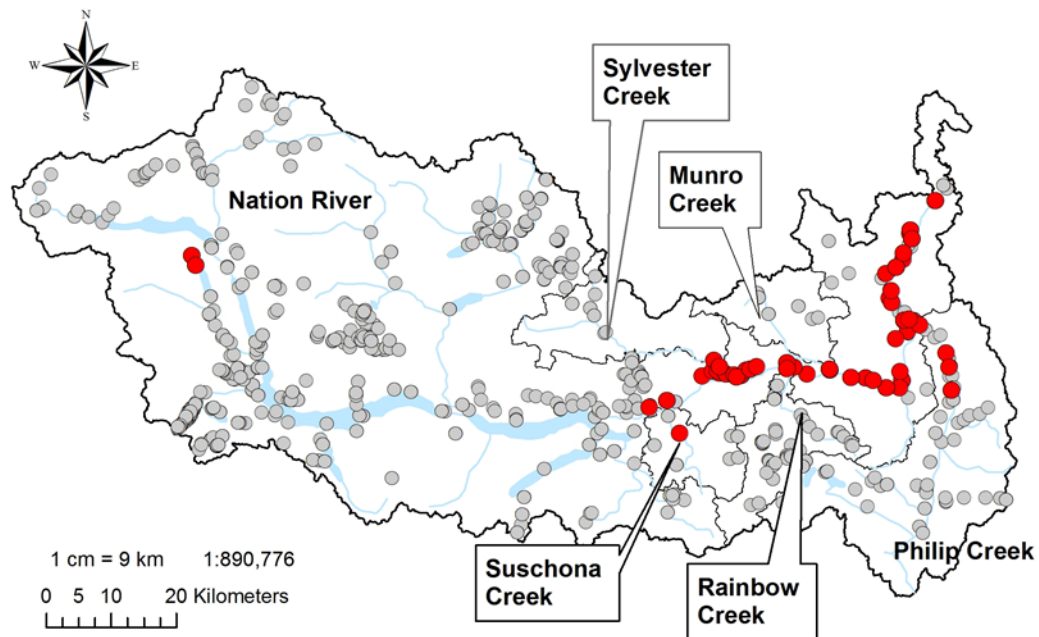 N
W E
S
Sylvester
Creek
Munro
Creek
Nation River
Suschona
Creek
Rainbow
Creek
Philip Creek
1 cm = 9 km 1:890,776
0 5 10 20 Kilometers